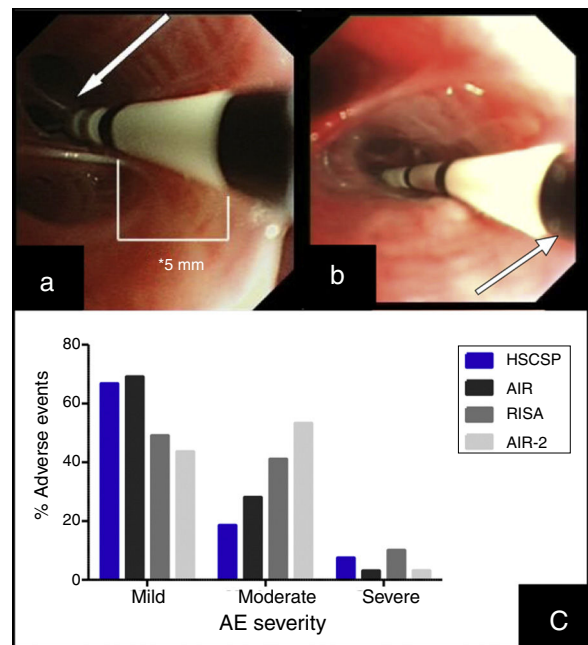 *5 mm
a
b
80
60
40
20
0
% Adverse events
Mild
Moderate
Severe
AE severity
HSCSP
AIR
RISA
AIR-2
C